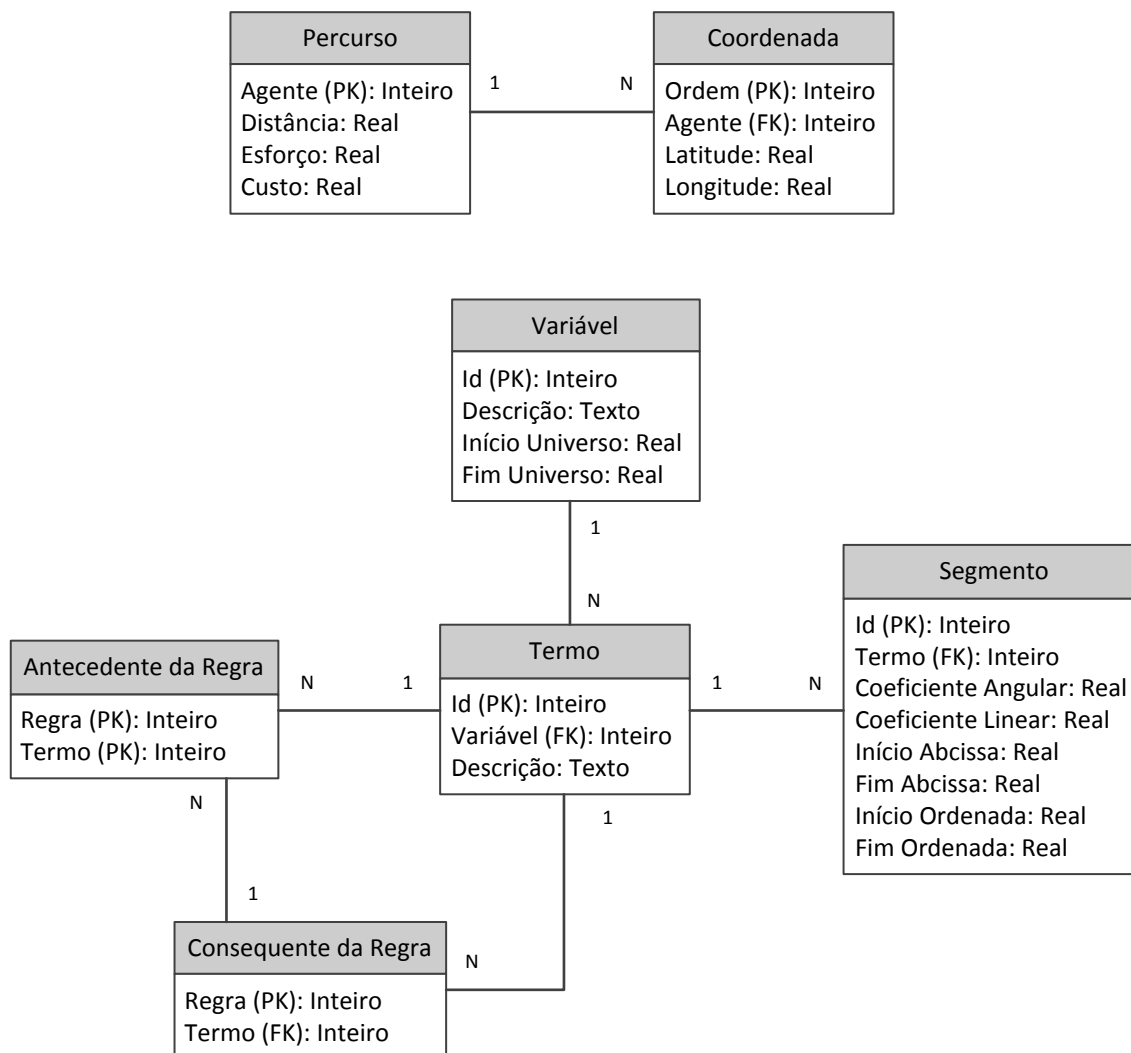 Percurso
Agente (PK): Inteiro
Distância: Real
Esforço: Real
Custo: Real
1
N
Coordenada
Ordem (PK): Inteiro
Agente (FK): Inteiro
Latitude: Real
Longitude: Real
Variável
Id (PK): Inteiro
Descrição: Texto
Início Universo: Real
Fim Universo: Real
1
N
Antecedente da Regra
Regra (PK): Inteiro
Termo (PK): Inteiro
N
1
Termo
Id (PK): Inteiro
Variável (FK): Inteiro
Descrição: Texto
1
N
Segmento
Id (PK): Inteiro
Termo (FK): Inteiro
Coeficiente Angular: Real
Coeficiente Linear: Real
Início Abcissa: Real
Fim Abcissa: Real
Início Ordenada: Real
Fim Ordenada: Real
N
1
1
N
Consequente da Regra
Regra (PK): Inteiro
Termo (FK): Inteiro